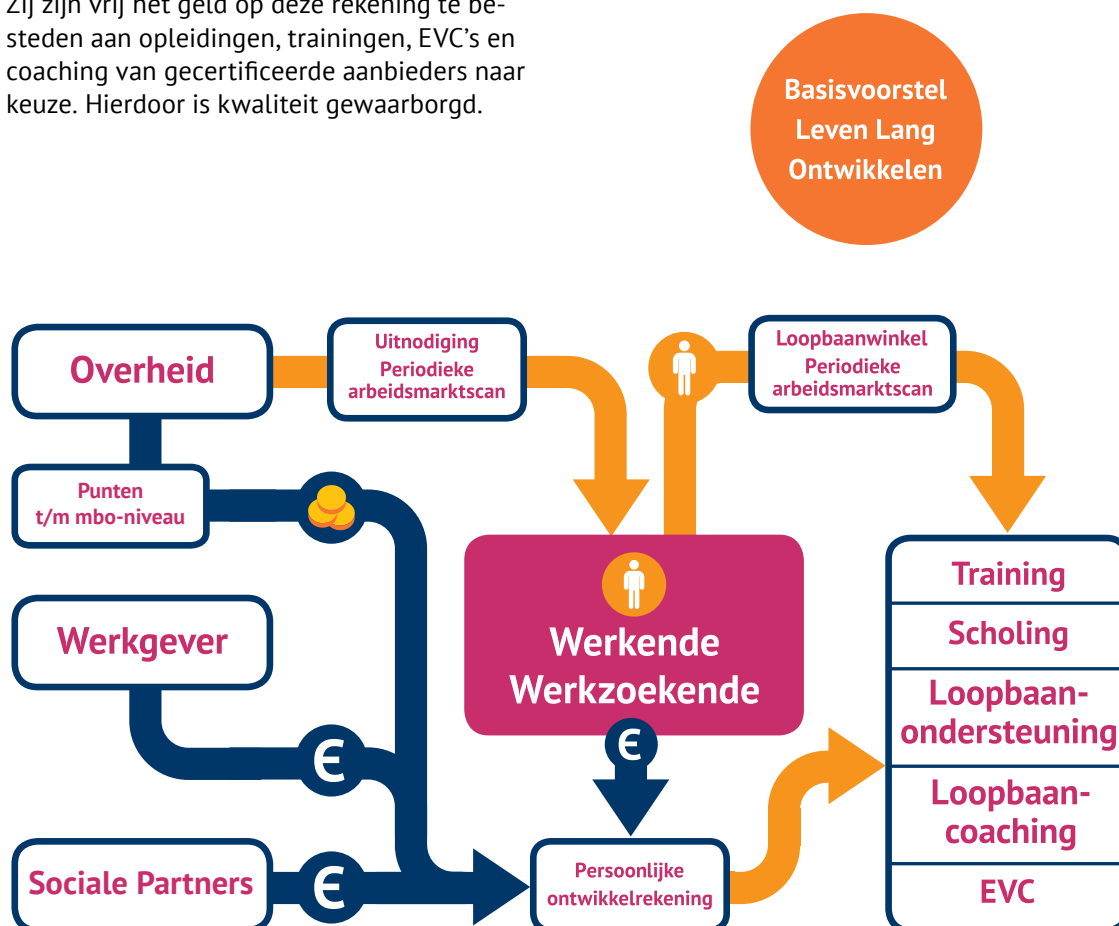 Zij zijn vrij het geld op deze rekening te be-
steden aan opleidingen, trainingen, EVC’s en
coaching van gecertificeerde aanbieders naar
keuze. Hierdoor is kwaliteit gewaarborgd.
Basisvoorstel
Leven Lang
Ontwikkelen
Overheid
Uitnodiging
Periodieke
arbeidsmarktscan
Loopbaanwinkel
Periodieke
arbeidsmarktscan
Punten
t/m mbo-niveau
Werkgever
€
Sociale Partners
€
Werkende
Werkzoekende
€
Persoonlijke
ontwikkelrekening
Training
Scholing
Loopbaan-
ondersteuning
Loopbaan-
coaching
EVC